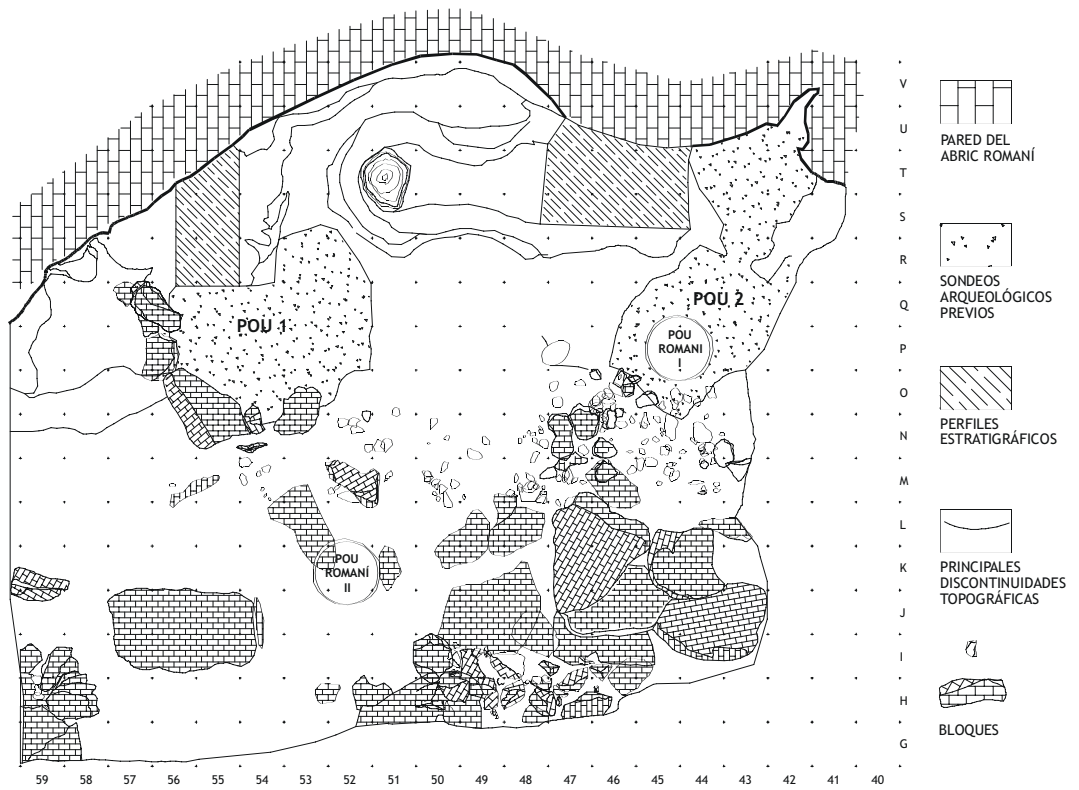 POU 1
POU 2
POU
ROMANI
I
POU
ROMANÍ
II
V
U
T
S
R
Q
P
O
N
M
L
K
J
I
H
G
59 58 57 56 55 54 53 52 51 50 49 48 47 46 45 44 43 42 41 40
PARED DEL
ABRIC ROMANÍ
SONDEOS
ARQUEOLÓGICOS
PREVIOS
PERFILES
ESTRATIGRÁFICOS
PRINCIPALES
DISCONTINUIDADES
TOPOGRÁFICAS
BLOQUES